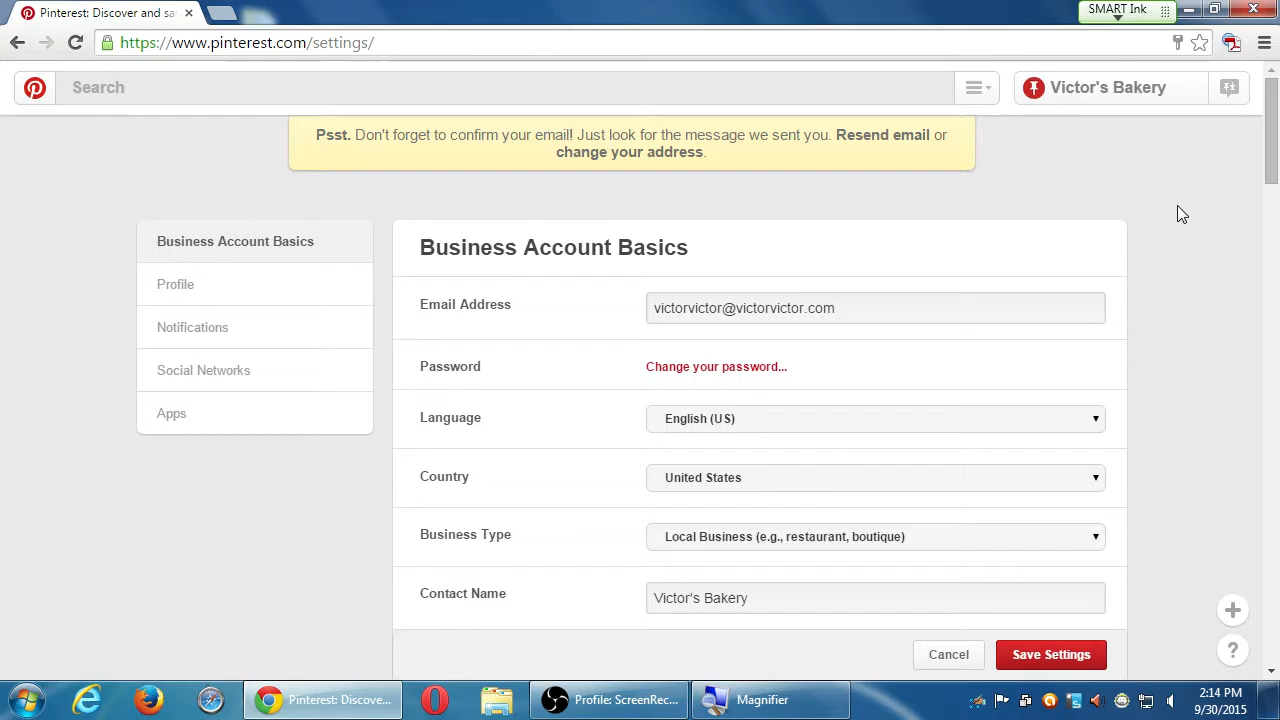 Pinterest: Discover and sa
SMART Ink
https://www.pinterest.com/settings/
Search
Victor's Bakery
Psst. Don't forget to confirm your email! Just look for the message we sent you. Resend email or
change your address.
Business Account Basics
Profile
Notifications
Social Networks
Apps
Business Account Basics
Email Address
victorvictor@victorvictor.com
Password
Change your password...
Language
English (US)
Country
United States
Business Type
Local Business (e.g., restaurant, boutique)
Contact Name
Victor's Bakery
Cancel
Save Settings
Pinterest: Discove...
Profile: ScreenRec...
Magnifier
2:14 PM
9/30/2015